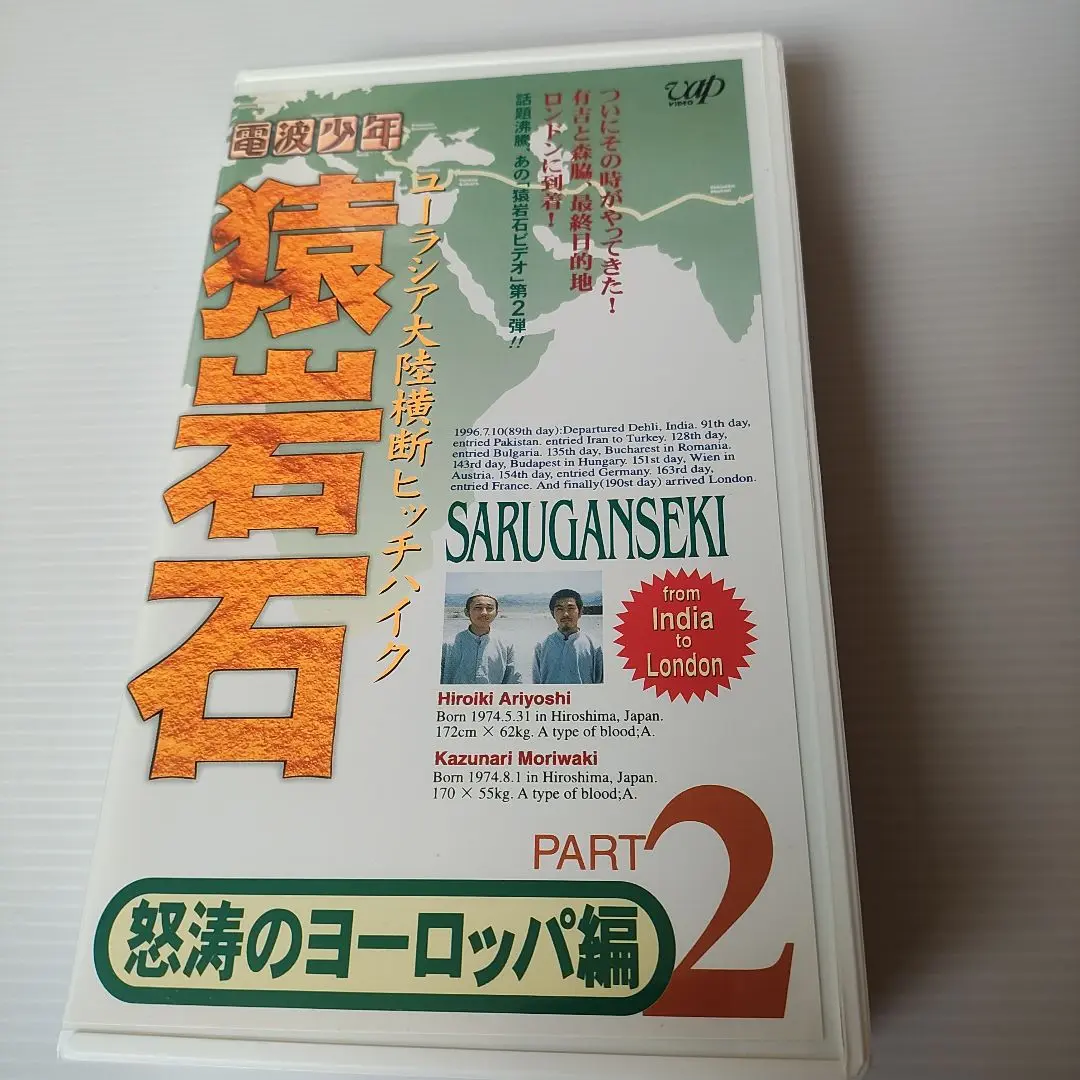 vap
VIDEO
電波少年
猿岩石
ユーラシア大陸横断ヒッチハイク
ついにその時がやってきた!
有吉と森脇、最終目的地
ロンドンに到着!
話題沸騰、あの「猿岩石ビデオ」第2弾!!
1996.7.10(89th day):Departured Dehli, India. 91th day,
entried Pakistan. entried Iran to Turkey. 128th day,
entried Bulgaria. 135th day, Bucharest in Romania.
143rd day, Budapest in Hungary. 151st day, Wien in
Austria. 154th day, entried Germany. 163rd day,
entried France. And finally(190st day) arrived London.
SARUGANSEKI
from
India
to
London
Hiroiki Ariyoshi
Born 1974.5.31 in Hiroshima, Japan.
172cm × 62kg. A type of blood;A.
Kazunari Moriwaki
Born 1974.8.1 in Hiroshima, Japan.
170 × 55kg. A type of blood;A.
PART2
怒涛のヨーロッパ編